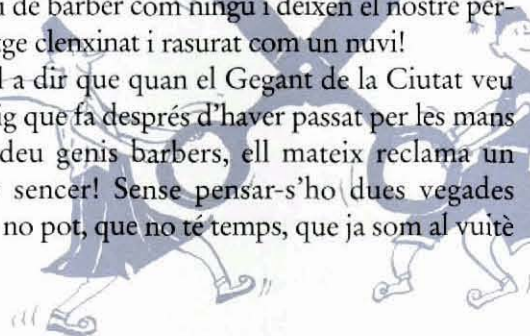 i de barber com ningú i deixen el nostre per-
tge clenxinat i rasurat com un nuvi!
l a dir que quan el Gegant de la Ciutat veu
ig que fa després d'haver passat per les mans
deu genis barbers, ell mateix reclama un
sencer! Sense pensar-s'ho dues vegades
no pot, que no té temps, que ja som al vuitè